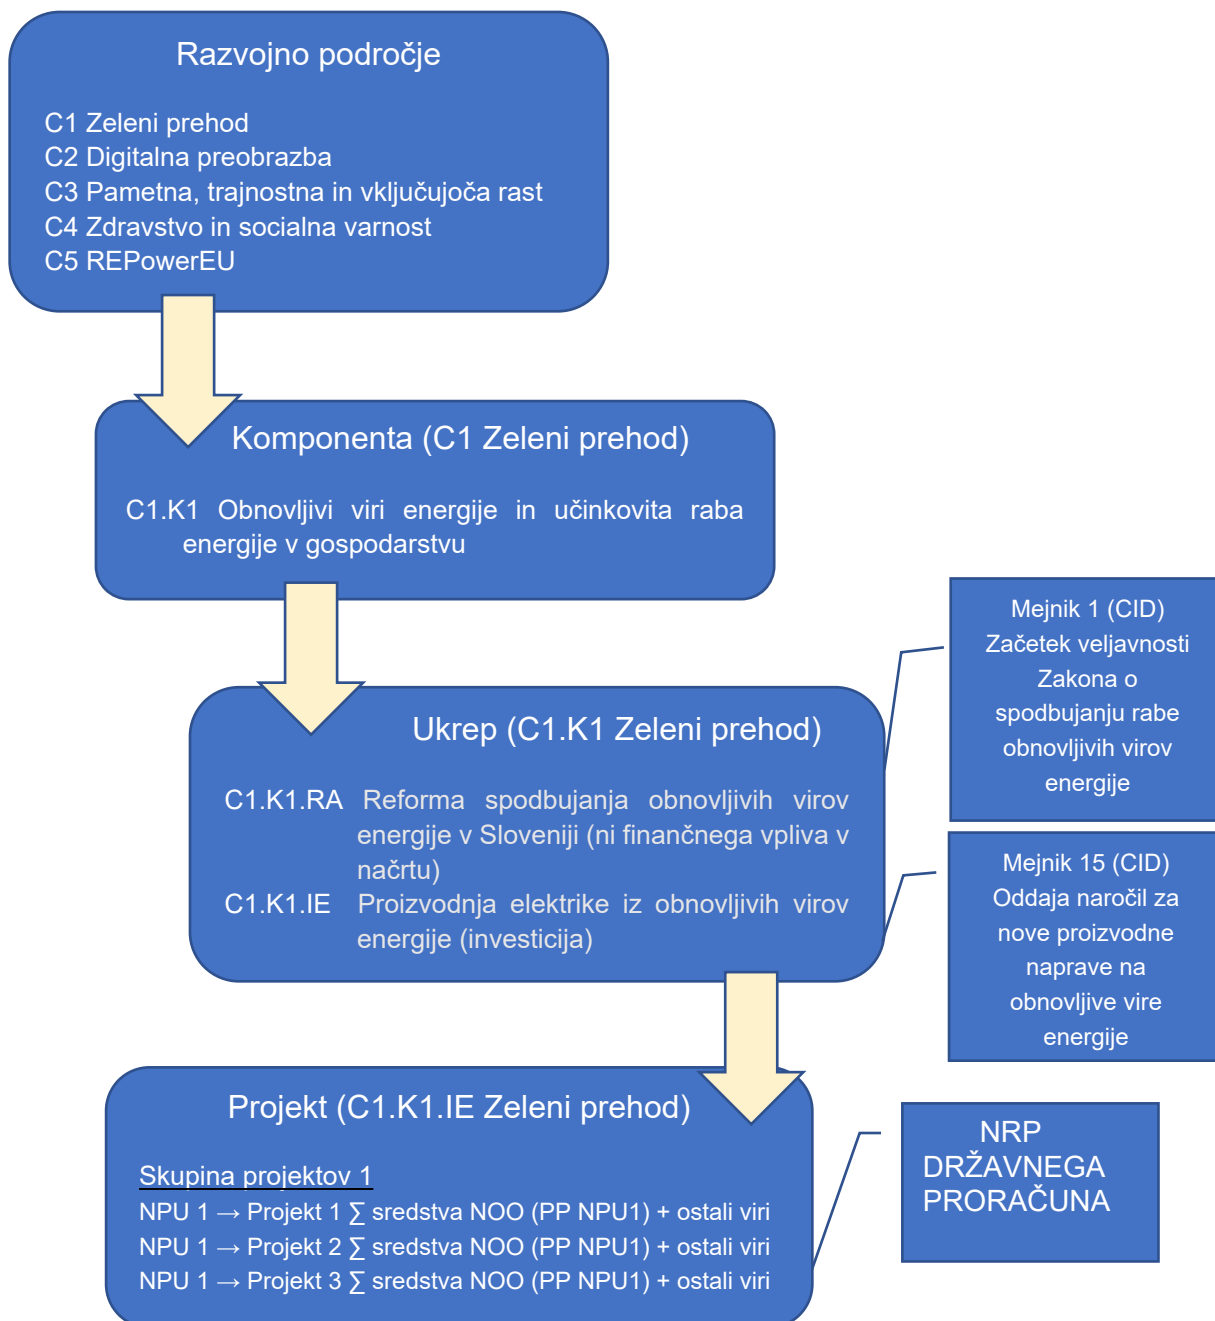 Razvojno področje
C1 Zeleni prehod
C2 Digitalna preobrazba
C3 Pametna, trajnostna in vključujoča rast
C4 Zdravstvo in socialna varnost
C5 REPowerEU
Komponenta (C1 Zeleni prehod)
C1.K1 Obnovljivi viri energije in učinkovita raba
energije v gospodarstvu
Ukrep (C1.K1 Zeleni prehod)
C1.K1.RA Reforma spodbujanja obnovljivih virov
energije v Sloveniji (ni finančnega vpliva v
načrtu)
C1.K1.IE Proizvodnja elektrike iz obnovljivih virov
energije (investicija)
Mejnik 1 (CID)
Začetek veljavnosti
Zakona o
spodbujanju rabe
obnovljivih virov
energije
Mejnik 15 (CID)
Oddaja naročil za
nove proizvodne
naprave na
obnovljive vire
energije
Projekt (C1.K1.IE Zeleni prehod)
Skupina projektov 1
NPU 1 → Projekt 1 ∑ sredstva NOO (PP NPU1) + ostali viri
NPU 1 → Projekt 2 ∑ sredstva NOO (PP NPU1) + ostali viri
NPU 1 → Projekt 3 ∑ sredstva NOO (PP NPU1) + ostali viri
NRP
DRŽAVNEGA
PRORAČUNA